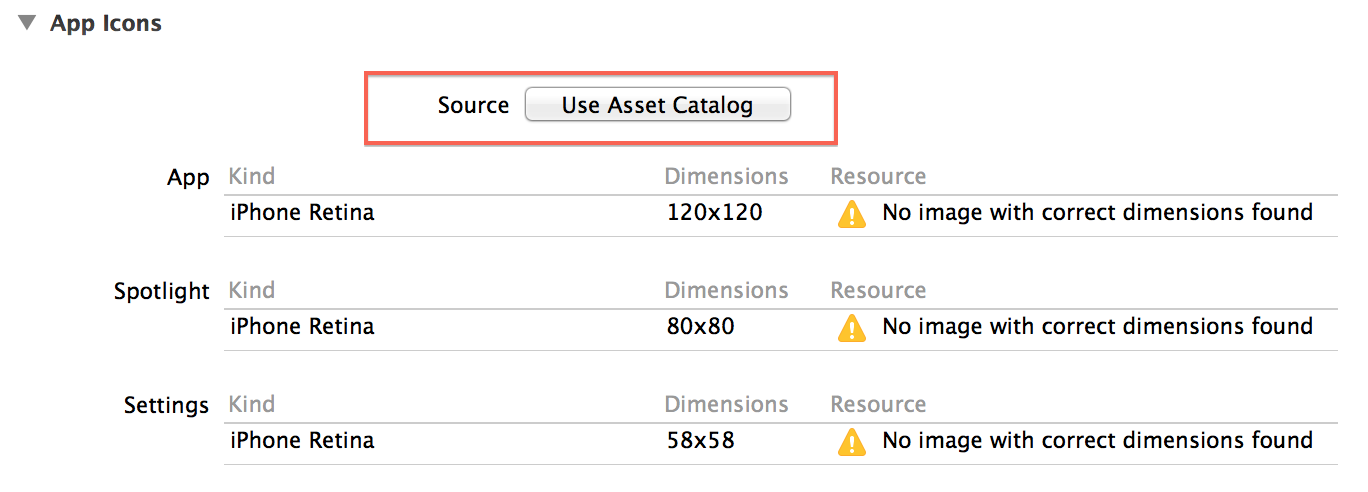 App Icons
Source Use Asset Catalog
App Kind Dimensions Resource
iPhone Retina 120x120 No image with correct dimensions found
Spotlight Kind Dimensions Resource
iPhone Retina 80x80 No image with correct dimensions found
Settings Kind Dimensions Resource
iPhone Retina 58x58 No image with correct dimensions found